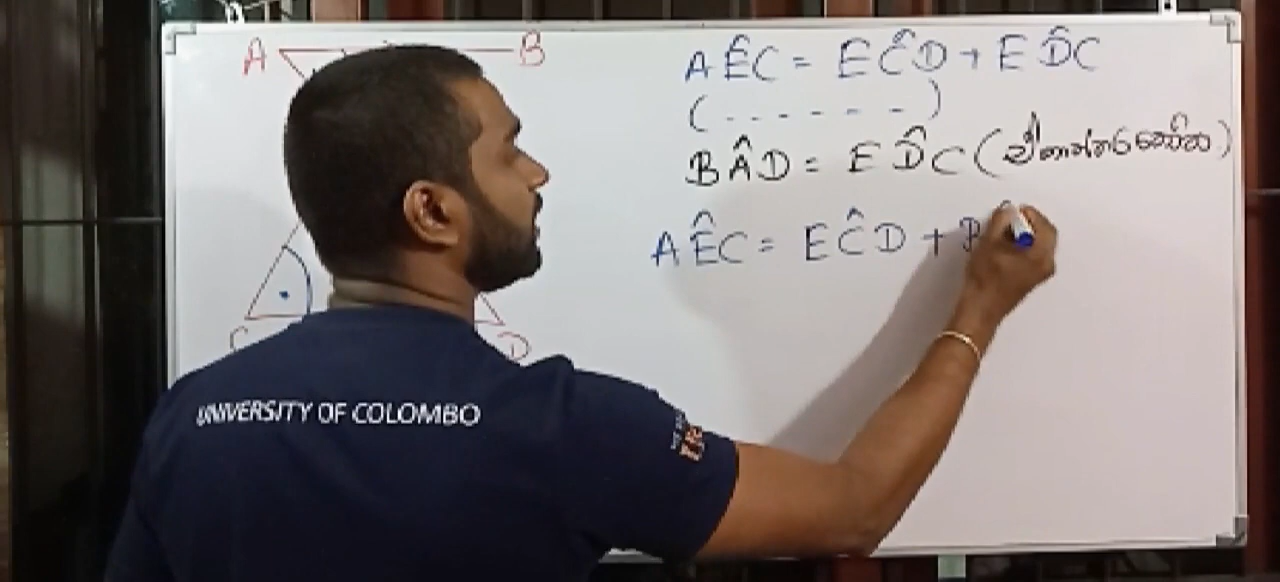 A B
AÊC = EĈD + ED̂C
( - - - - - - )
BÂD = ED̂C (ඒකාන්තර කෝණ)
AÊC = EĈD + B
C D
UNIVERSITY OF COLOMBO